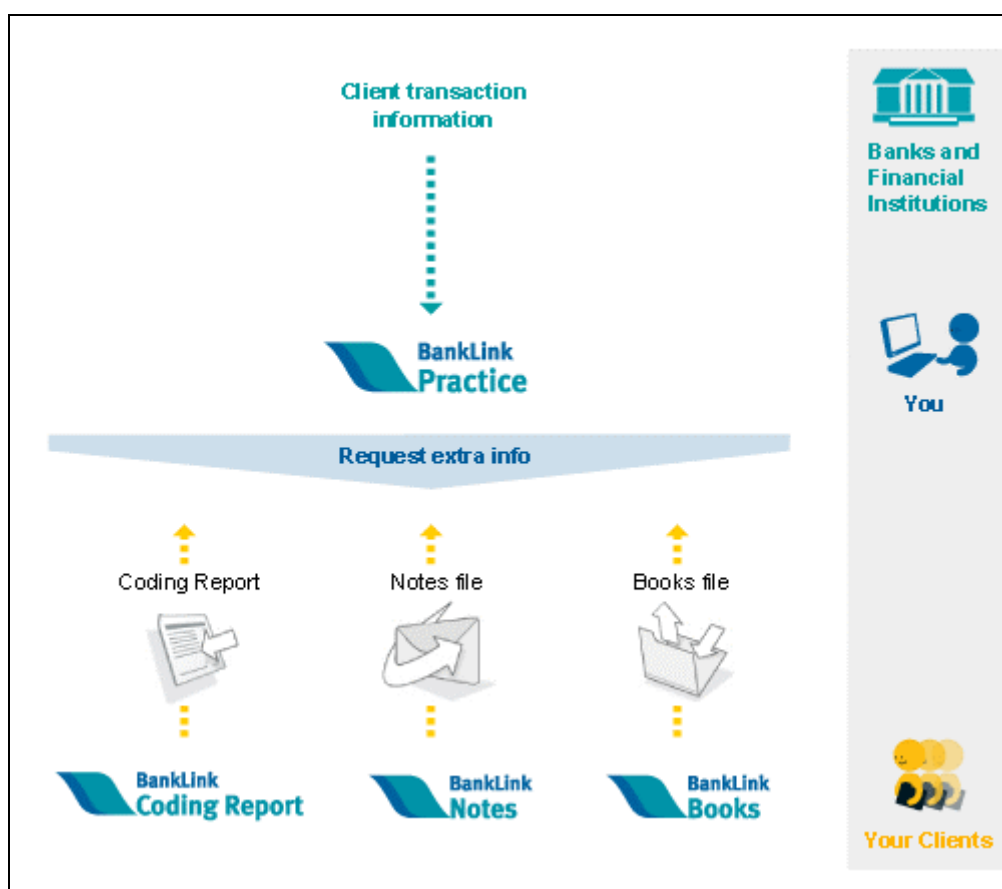 Client transaction
information
Banks and
Financial
Institutions
BankLink
Practice
You
Request extra info
Coding Report
Notes file
Books file
BankLink
Coding Report
BankLink
Notes
BankLink
Books
Your Clients